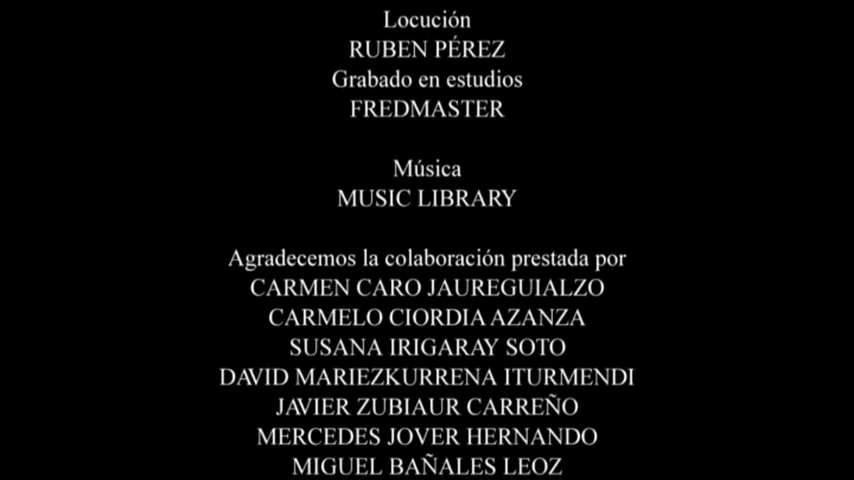 Locución
RUBEN PÉREZ
Grabado en estudios
FREDMASTER
Música
MUSIC LIBRARY
Agradecemos la colaboración prestada por
CARMEN CARO JAUREGUIALZO
CARMELO CIORDIA AZANZA
SUSANA IRIGARAY SOTO
DAVID MARIEZKURRENA ITURMENDI
JAVIER ZUBIAUR CARREÑO
MERCEDES JOVER HERNANDO
MIGUEL BAÑALES LEOZ